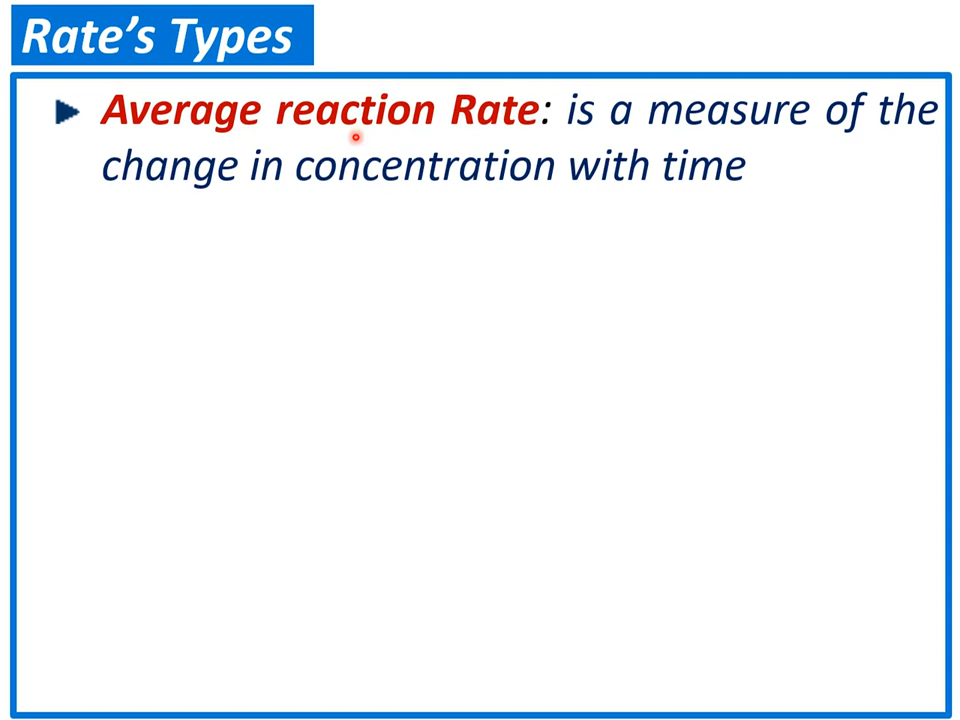 Rate’s Types
Average reaction Rate: is a measure of the
change in concentration with time